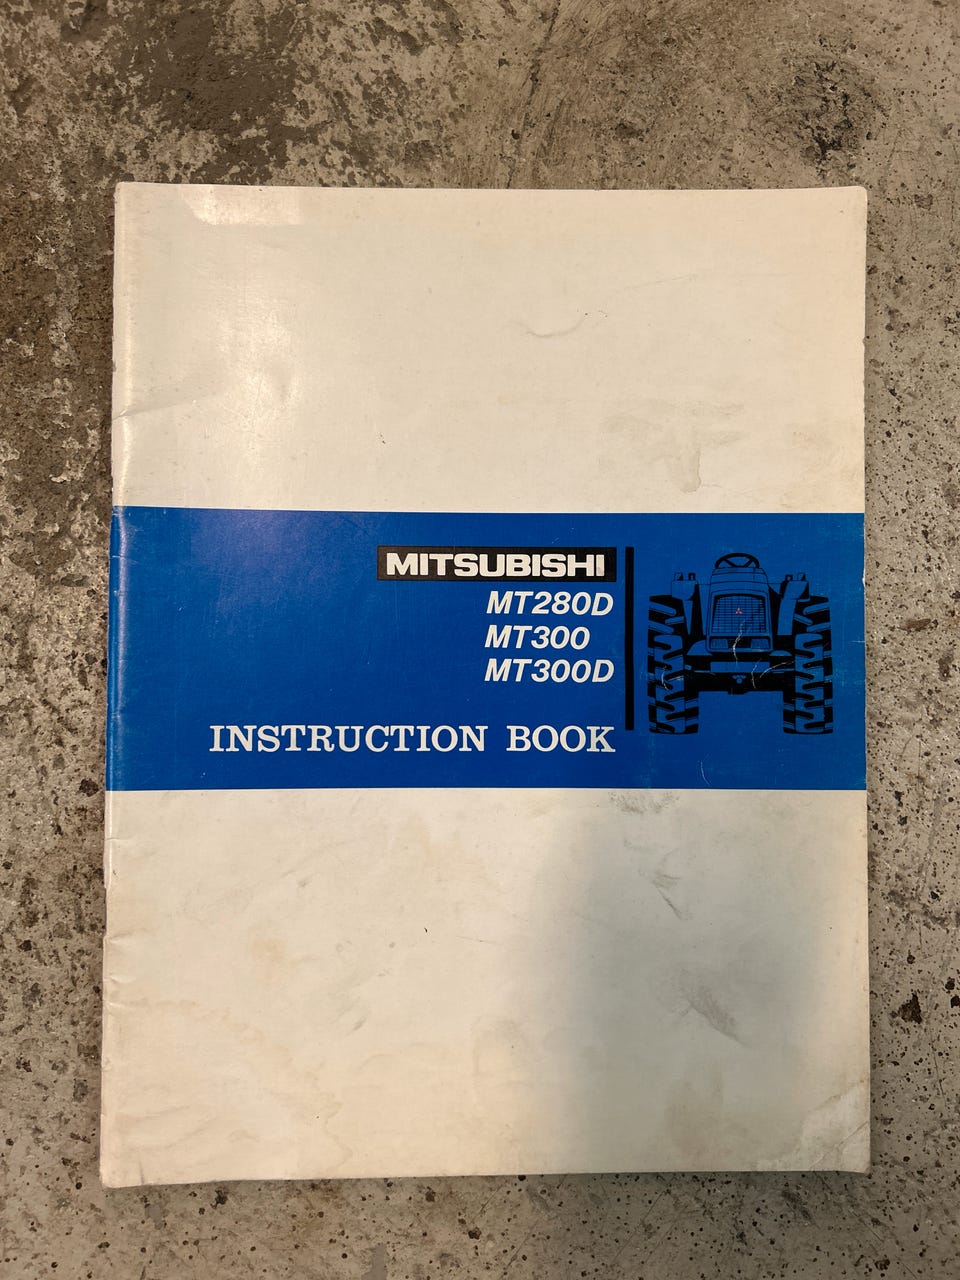 MITSUBISHI
MT280D
MT300
MT300D
INSTRUCTION BOOK